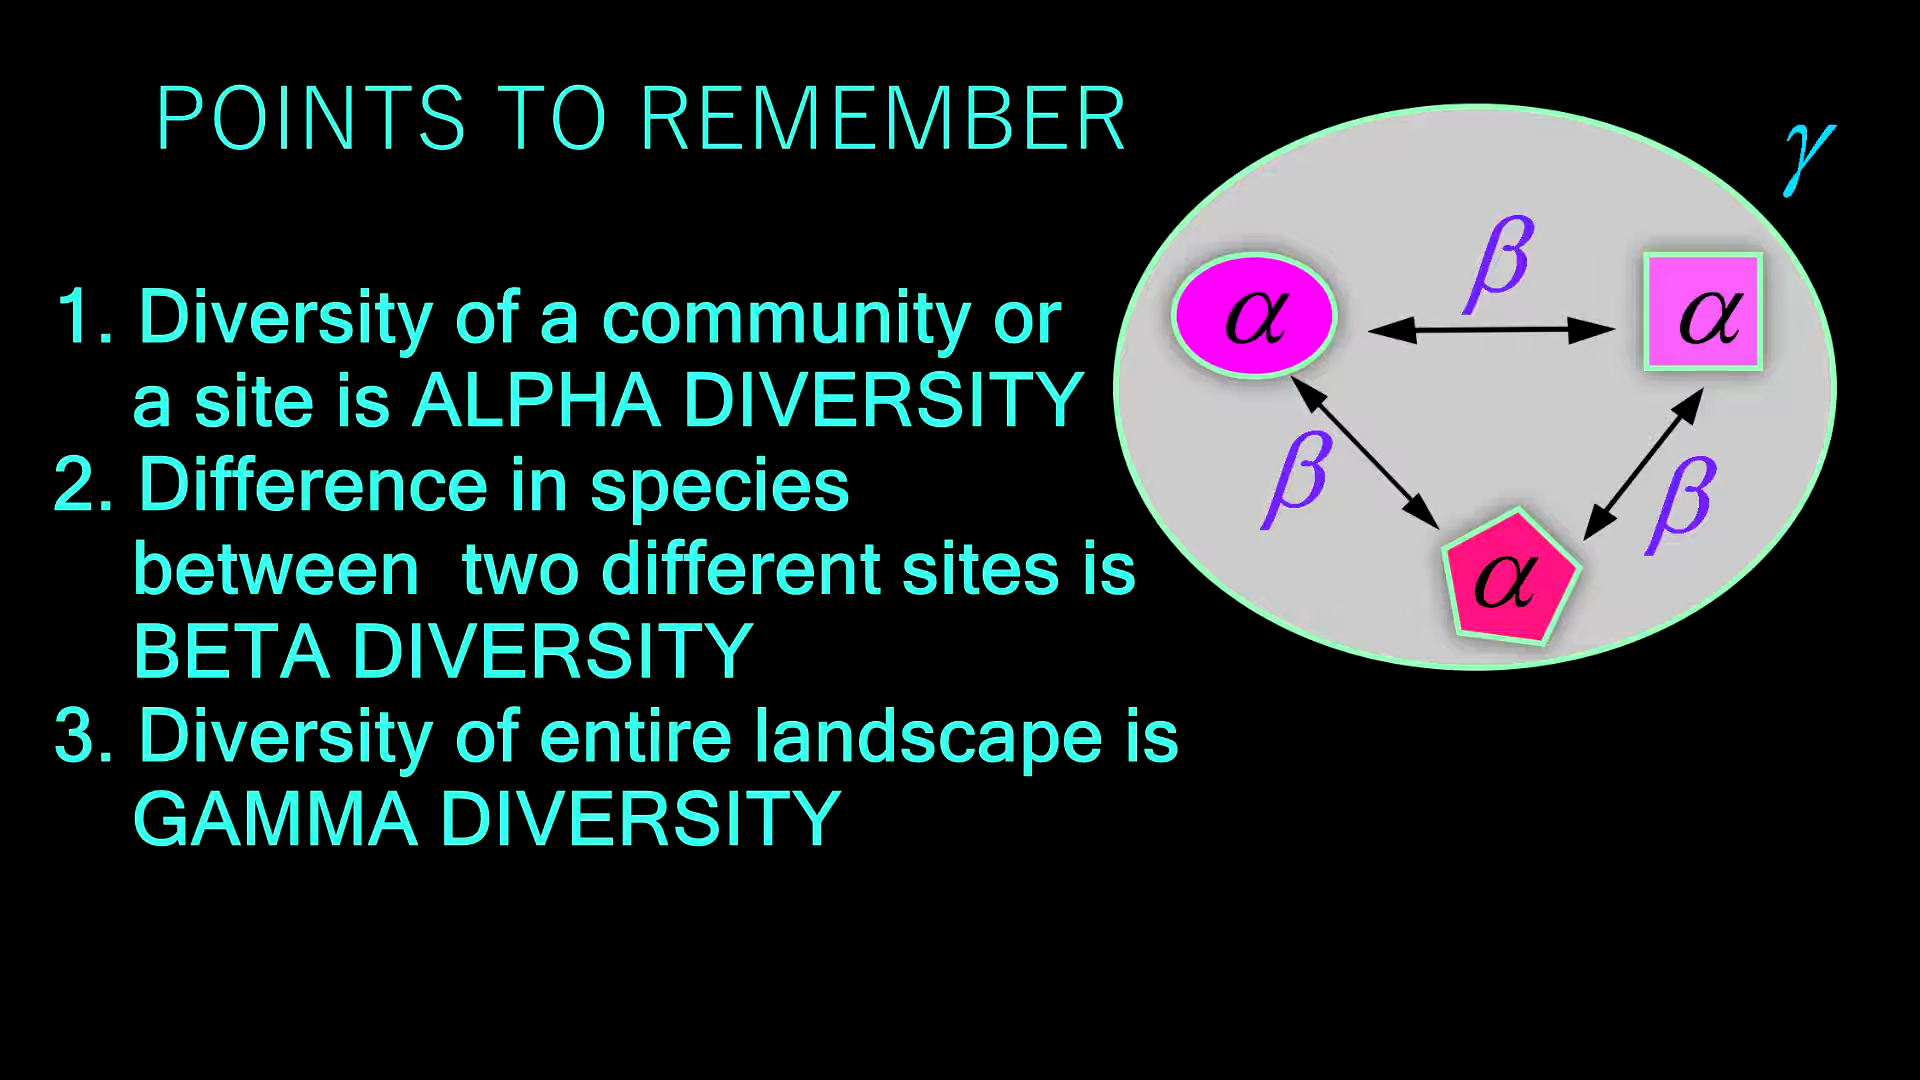 POINTS TO REMEMBER
1. Diversity of a community or
a site is ALPHA DIVERSITY
2. Difference in species
between  two different sites is
BETA DIVERSITY
3. Diversity of entire landscape is
GAMMA DIVERSITY
γ
β
α
α
β
β
α